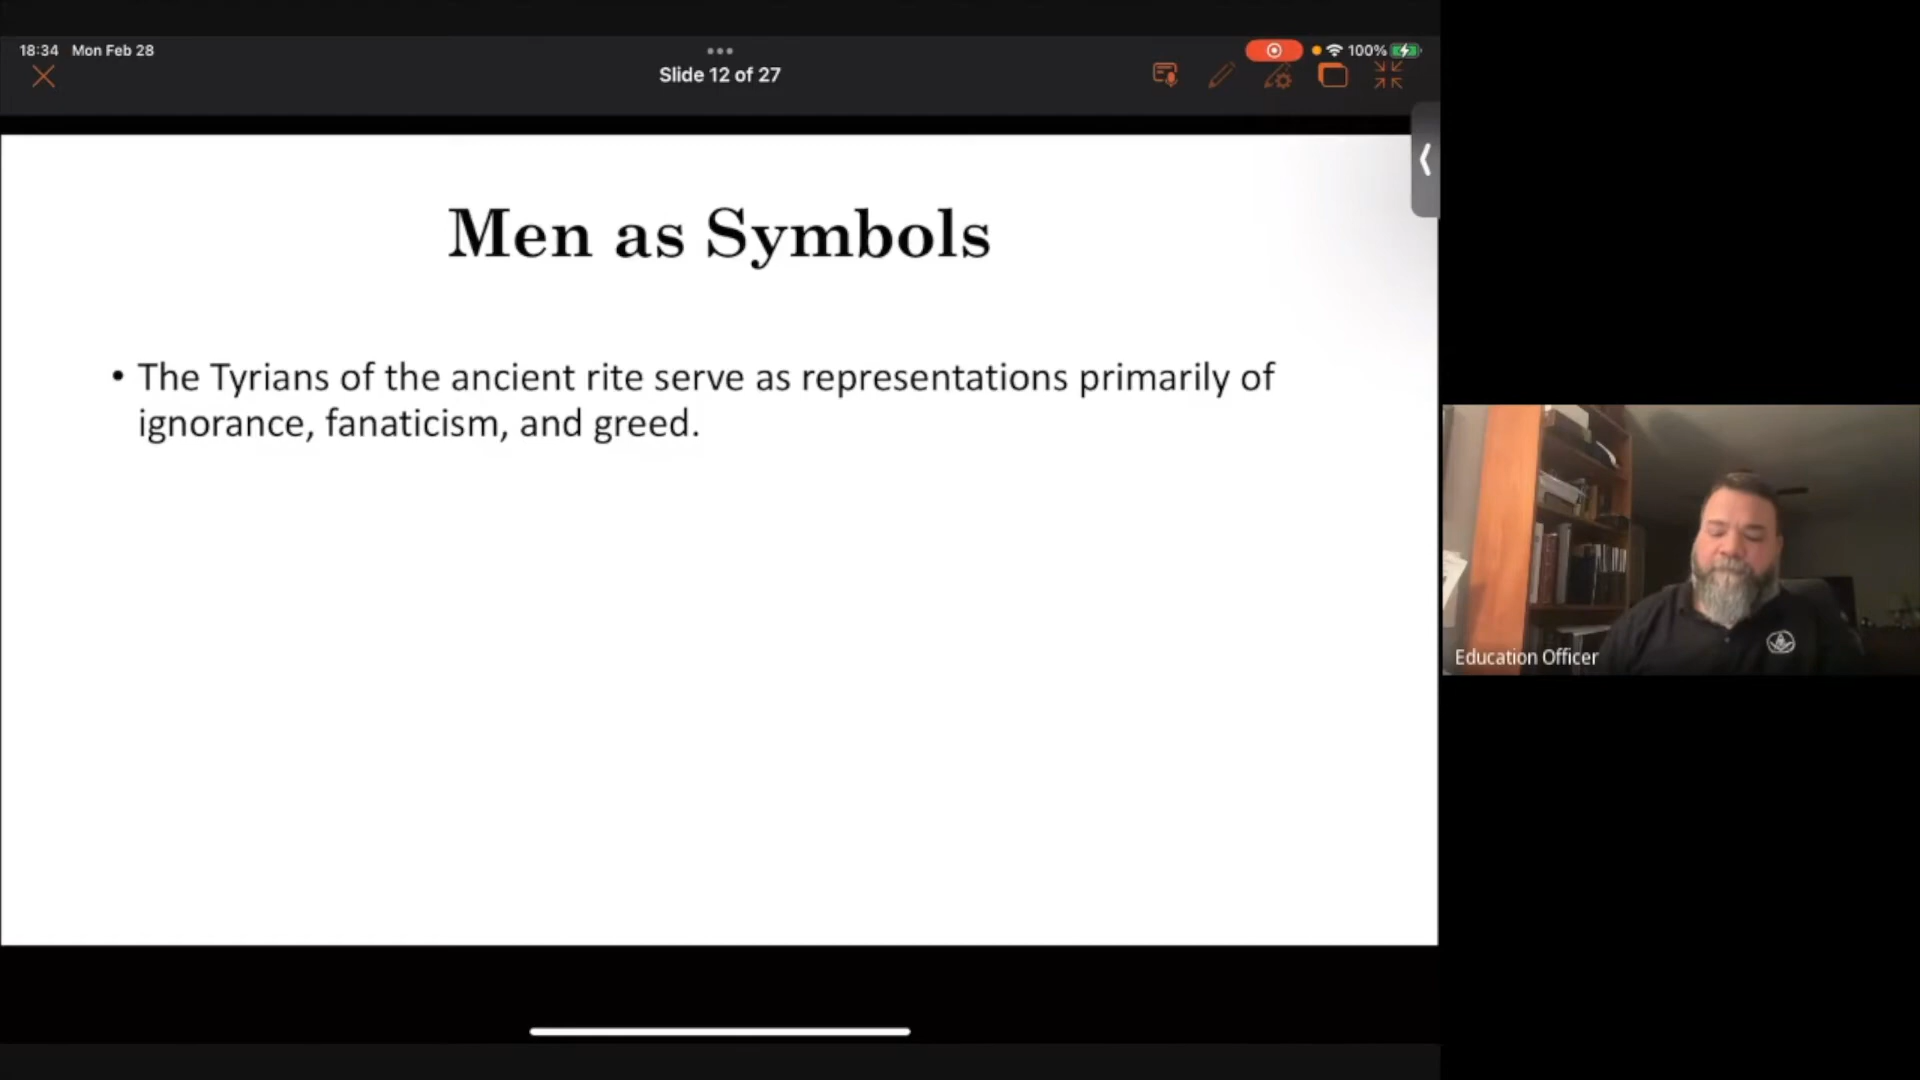 18:34 Mon Feb 28
100%
Slide 12 of 27
Men as Symbols
• The Tyrians of the ancient rite serve as representations primarily of
ignorance, fanaticism, and greed.
Education Officer